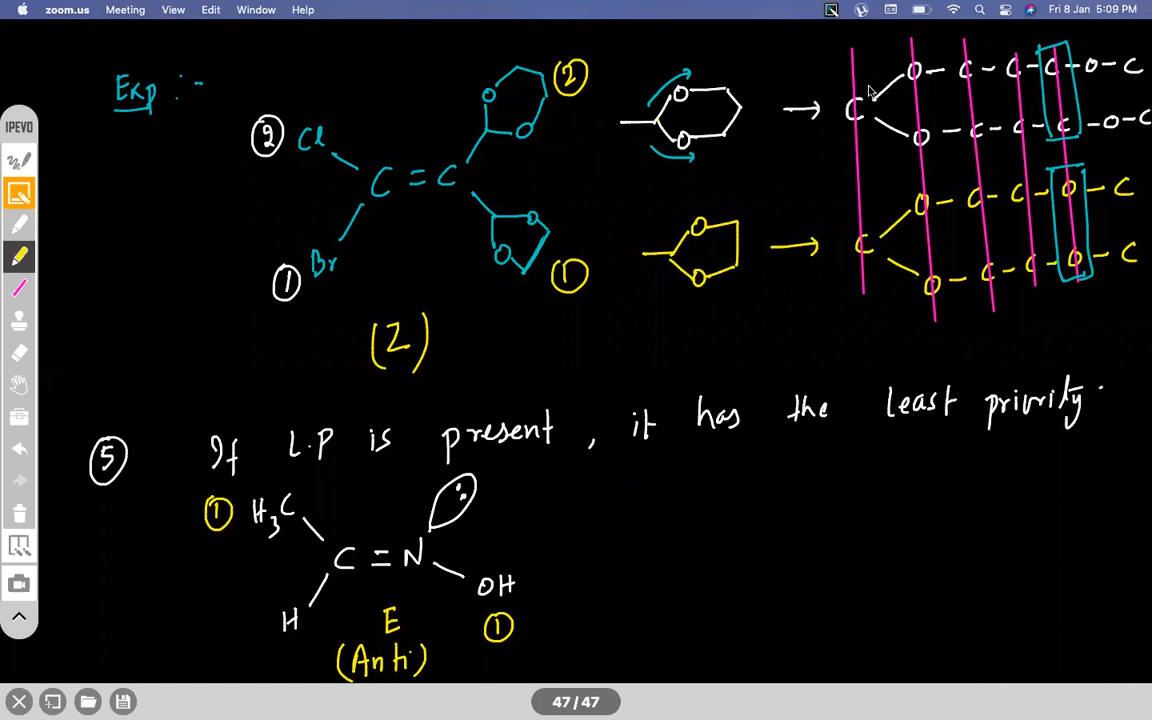 zoom.us Meeting View Edit Window Help Fri 8 Jan 5:09 PM
IPEVO
Exp :-
② Cl
① Br
C = C
O O ②
O O ①
(Z)
O O → C O - C - C - C - O - C
O - C - C - C - O - C
O O → C O - C - C - O - C
O - C - C - O - C
⑤ If L.P is present, it has the least priority.
① H3C
C = N
H
OH ①
E
(Anti)
47/47